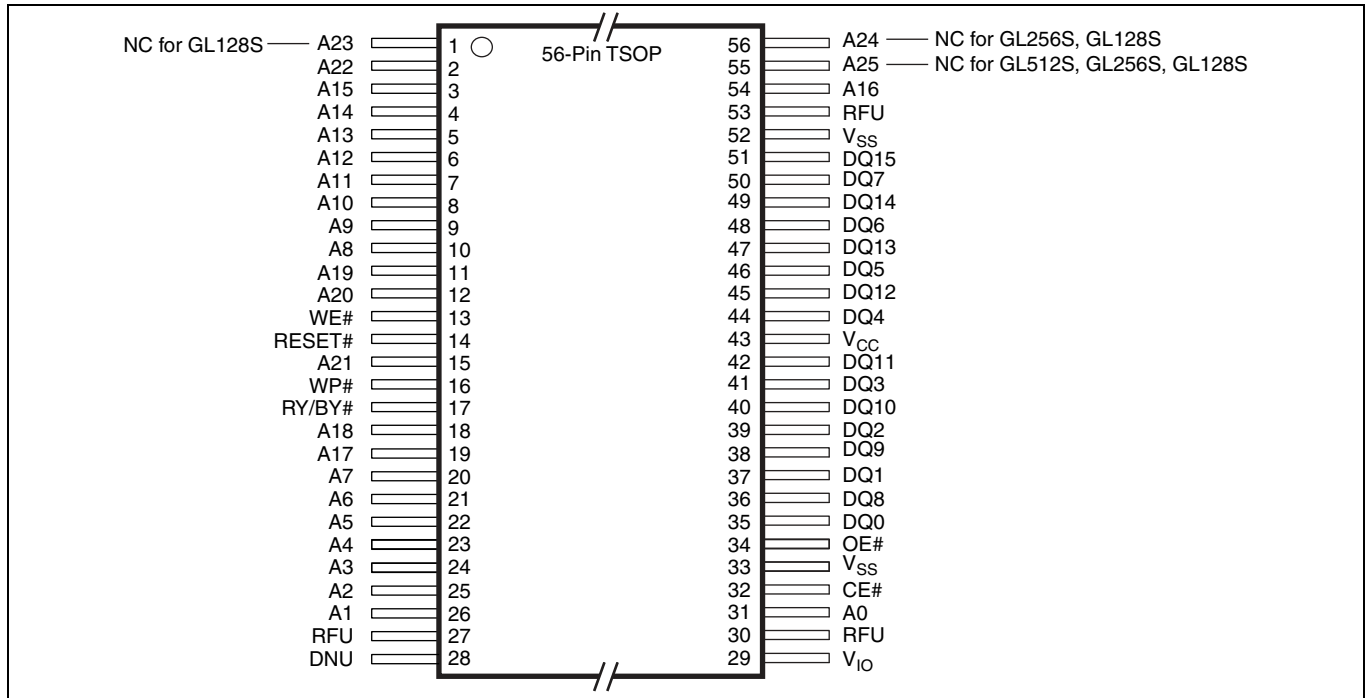 NC for GL128S A23 1 56-Pin TSOP 56 A24 NC for GL256S, GL128S
A22 2 55 A25 NC for GL512S, GL256S, GL128S
A15 3 54 A16
A14 4 53 RFU
A13 5 52 VSS
A12 6 51 DQ15
A11 7 50 DQ7
A10 8 49 DQ14
A9 9 48 DQ6
A8 10 47 DQ13
A19 11 46 DQ5
A20 12 45 DQ12
WE# 13 44 DQ4
RESET# 14 43 VCC
A21 15 42 DQ11
WP# 16 41 DQ3
RY/BY# 17 40 DQ10
A18 18 39 DQ2
A17 19 38 DQ9
A7 20 37 DQ1
A6 21 36 DQ8
A5 22 35 DQ0
A4 23 34 OE#
A3 24 33 VSS
A2 25 32 CE#
A1 26 31 A0
RFU 27 30 RFU
DNU 28 29 VIO